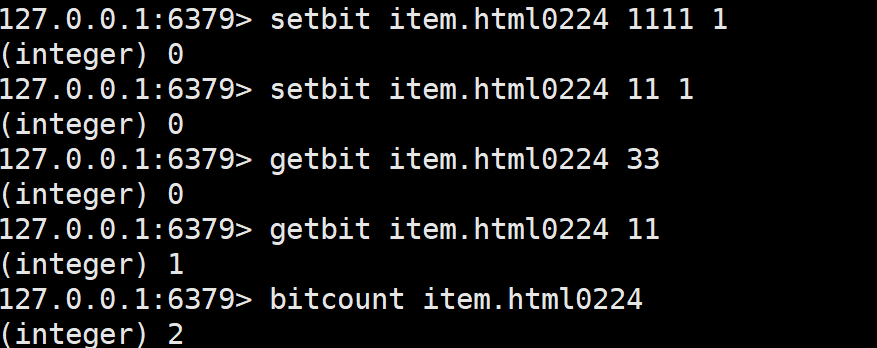 127.0.0.1:6379> setbit item.html0224 1111 1
(integer) 0
127.0.0.1:6379> setbit item.html0224 11 1
(integer) 0
127.0.0.1:6379> getbit item.html0224 33
(integer) 0
127.0.0.1:6379> getbit item.html0224 11
(integer) 1
127.0.0.1:6379> bitcount item.html0224
(integer) 2